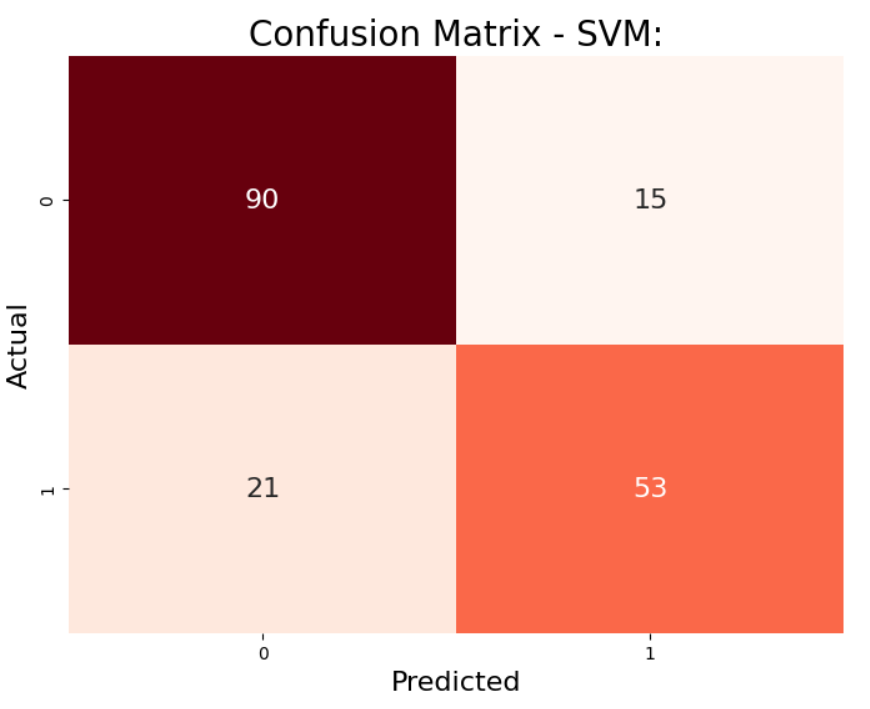 Confusion Matrix - SVM:
0
90
15
Actual
1
21
53
0
1
Predicted